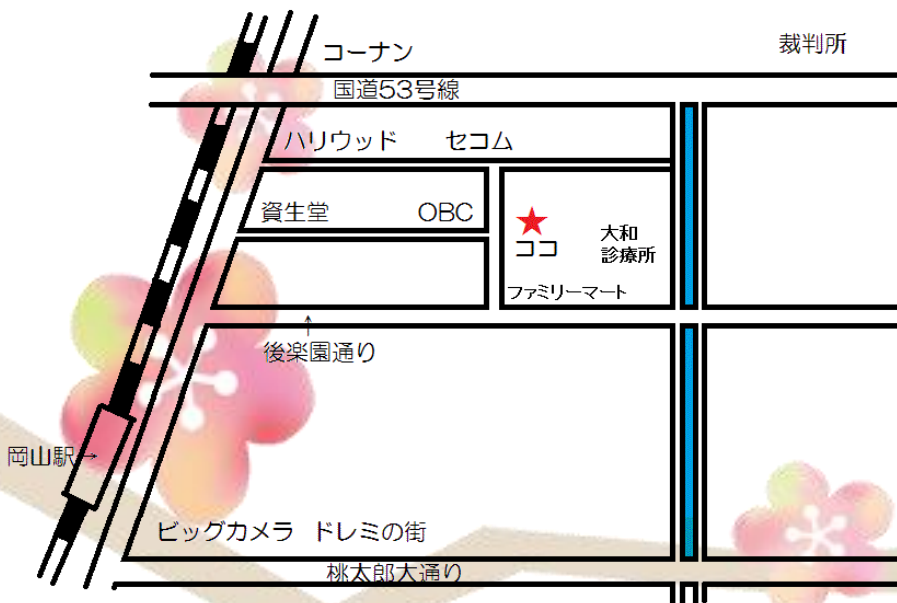 コーナン
裁判所
国道53号線
ハリウッド
セコム
資生堂
OBC
★
ココ
大和
診療所
ファミリーマート
↑
後楽園通り
岡山駅→
ビッグカメラ
ドレミの街
桃太郎大通り